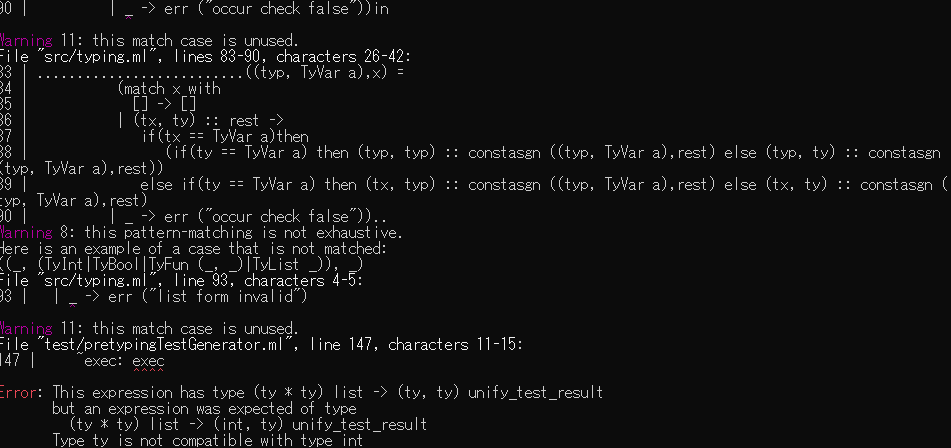 90 |          | _ -> err ("occur check false"))in
Warning 11: this match case is unused.
File "src/typing.ml", lines 83-90, characters 26-42:
83 | ..........................((typ, TyVar a),x) =
84 |           (match x with
85 |             [] -> []
86 |           | (tx, ty) :: rest ->
87 |              if(tx == TyVar a)then
88 |                 (if(ty == TyVar a) then (typ, typ) :: constasgn ((typ, TyVar a),rest) else (typ, ty) :: constasgn
(typ, TyVar a),rest))
89 |              else if(ty == TyVar a) then (tx, typ) :: constasgn ((typ, TyVar a),rest) else (tx, ty) :: constasgn (
typ, TyVar a),rest)
90 |          | _ -> err ("occur check false"))..
Warning 8: this pattern-matching is not exhaustive.
Here is an example of a case that is not matched:
((_, (TyInt|TyBool|TyFun (_, _)|TyList _)), _)
File "src/typing.ml", line 93, characters 4-5:
93 |   | _ -> err ("list form invalid")
Warning 11: this match case is unused.
File "test/pretypingTestGenerator.ml", line 147, characters 11-15:
147 |      ~exec: exec
^^^^
Error: This expression has type (ty * ty) list -> (ty, ty) unify_test_result
but an expression was expected of type
(ty * ty) list -> (int, ty) unify_test_result
Type ty is not compatible with type int